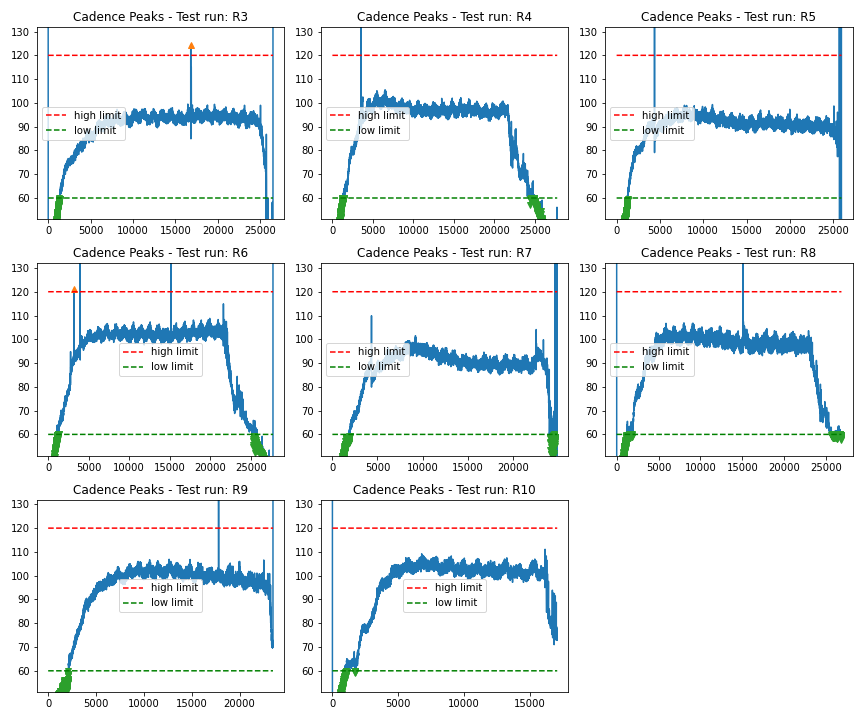 Cadence Peaks - Test run: R3
130
120
110
100
90
80
70
60
high limit
low limit
0 5000 10000 15000 20000 25000
Cadence Peaks - Test run: R4
130
120
110
100
90
80
70
60
high limit
low limit
0 5000 10000 15000 20000 25000
Cadence Peaks - Test run: R5
130
120
110
100
90
80
70
60
high limit
low limit
0 5000 10000 15000 20000 25000
Cadence Peaks - Test run: R6
130
120
110
100
90
80
70
60
high limit
low limit
0 5000 10000 15000 20000 25000
Cadence Peaks - Test run: R7
130
120
110
100
90
80
70
60
high limit
low limit
0 5000 10000 15000 20000
Cadence Peaks - Test run: R8
130
120
110
100
90
80
70
60
high limit
low limit
0 5000 10000 15000 20000 25000
Cadence Peaks - Test run: R9
130
120
110
100
90
80
70
60
high limit
low limit
0 5000 10000 15000 20000
Cadence Peaks - Test run: R10
130
120
110
100
90
80
70
60
high limit
low limit
0 5000 10000 15000